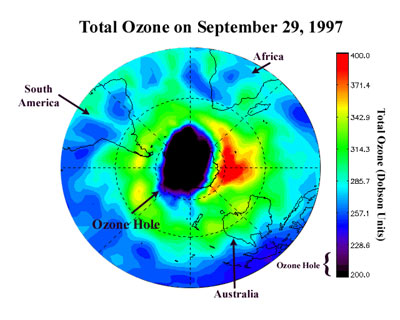 Total Ozone on September 29, 1997
Africa
South
America
400.0
371.4
342.9
314.3
285.7
257.1
228.6
200.0
Total Ozone (Dobson Units)
Ozone Hole
Ozone Hole
Australia